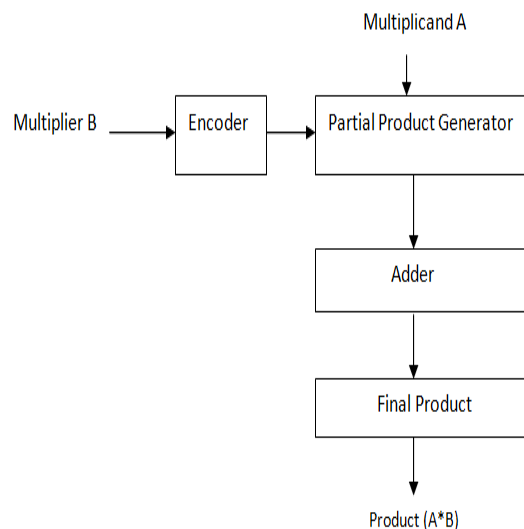 Multiplicand A
Multiplier B
Encoder
Partial Product Generator
Adder
Final Product
Product (A*B)